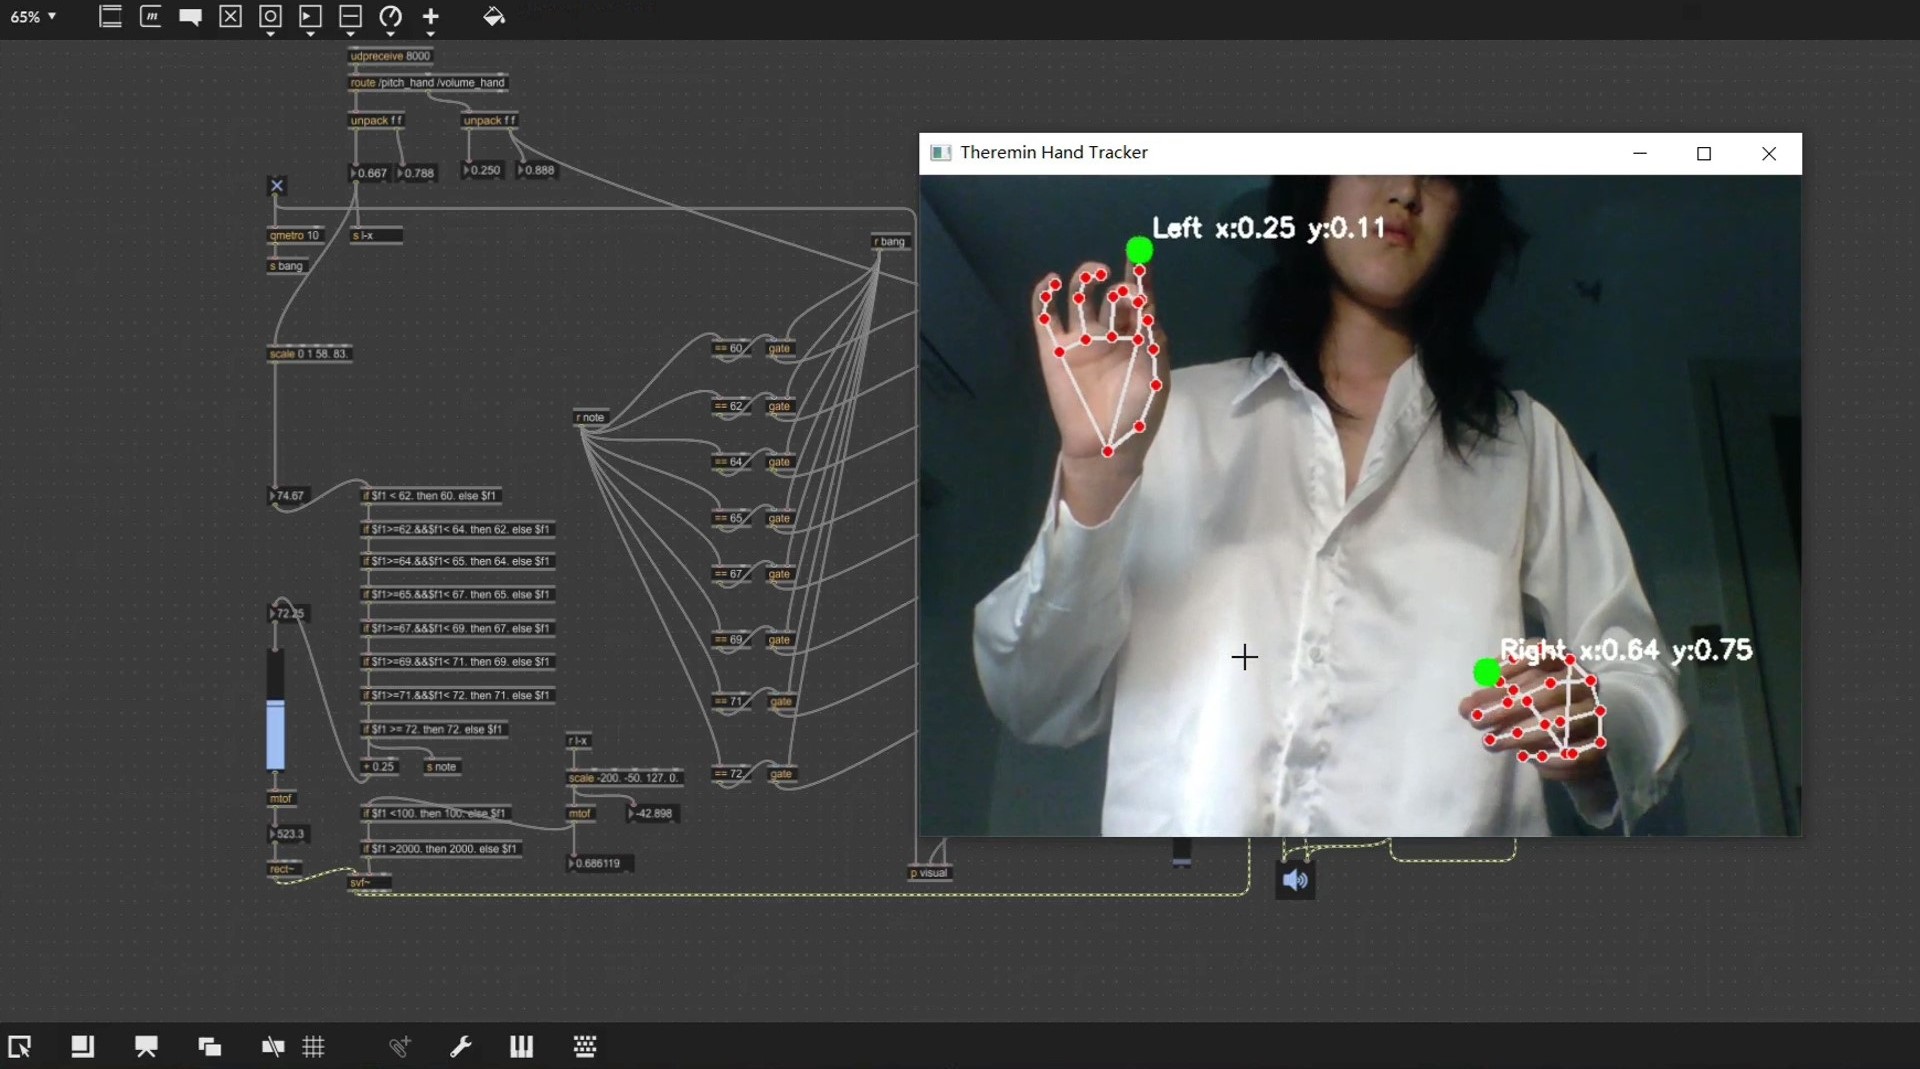 65%
udpreceive 8000
route /pitch_hand /volume_hand
unpack f f
unpack f f
0.667
0.788
0.250
0.888
qmetro 10
s l-x
s bang
scale 0 1 58. 83.
r bang
r note
== 60
gate
== 62
gate
== 64
gate
== 65
gate
== 67
gate
== 69
gate
== 71
gate
== 72
gate
74.67
if $f1 < 62. then 60. else $f1
if $f1>=62.&&$f1< 64. then 62. else $f1
if $f1>=64.&&$f1< 65. then 64. else $f1
if $f1>=65.&&$f1< 67. then 65. else $f1
if $f1>=67.&&$f1< 69. then 67. else $f1
if $f1>=69.&&$f1< 71. then 69. else $f1
if $f1>=71.&&$f1< 72. then 71. else $f1
if $f1 >= 72. then 72. else $f1
72.25
+ 0.25
s note
mtof
523.3
rect~
if $f1 <100. then 100. else $f1
if $f1 >2000. then 2000. else $f1
svf~
r l-x
scale -200. -50. 127. 0.
mtof
-42.898
0.686119
p visual
Theremin Hand Tracker
Left x:0.25 y:0.11
Right x:0.64 y:0.75